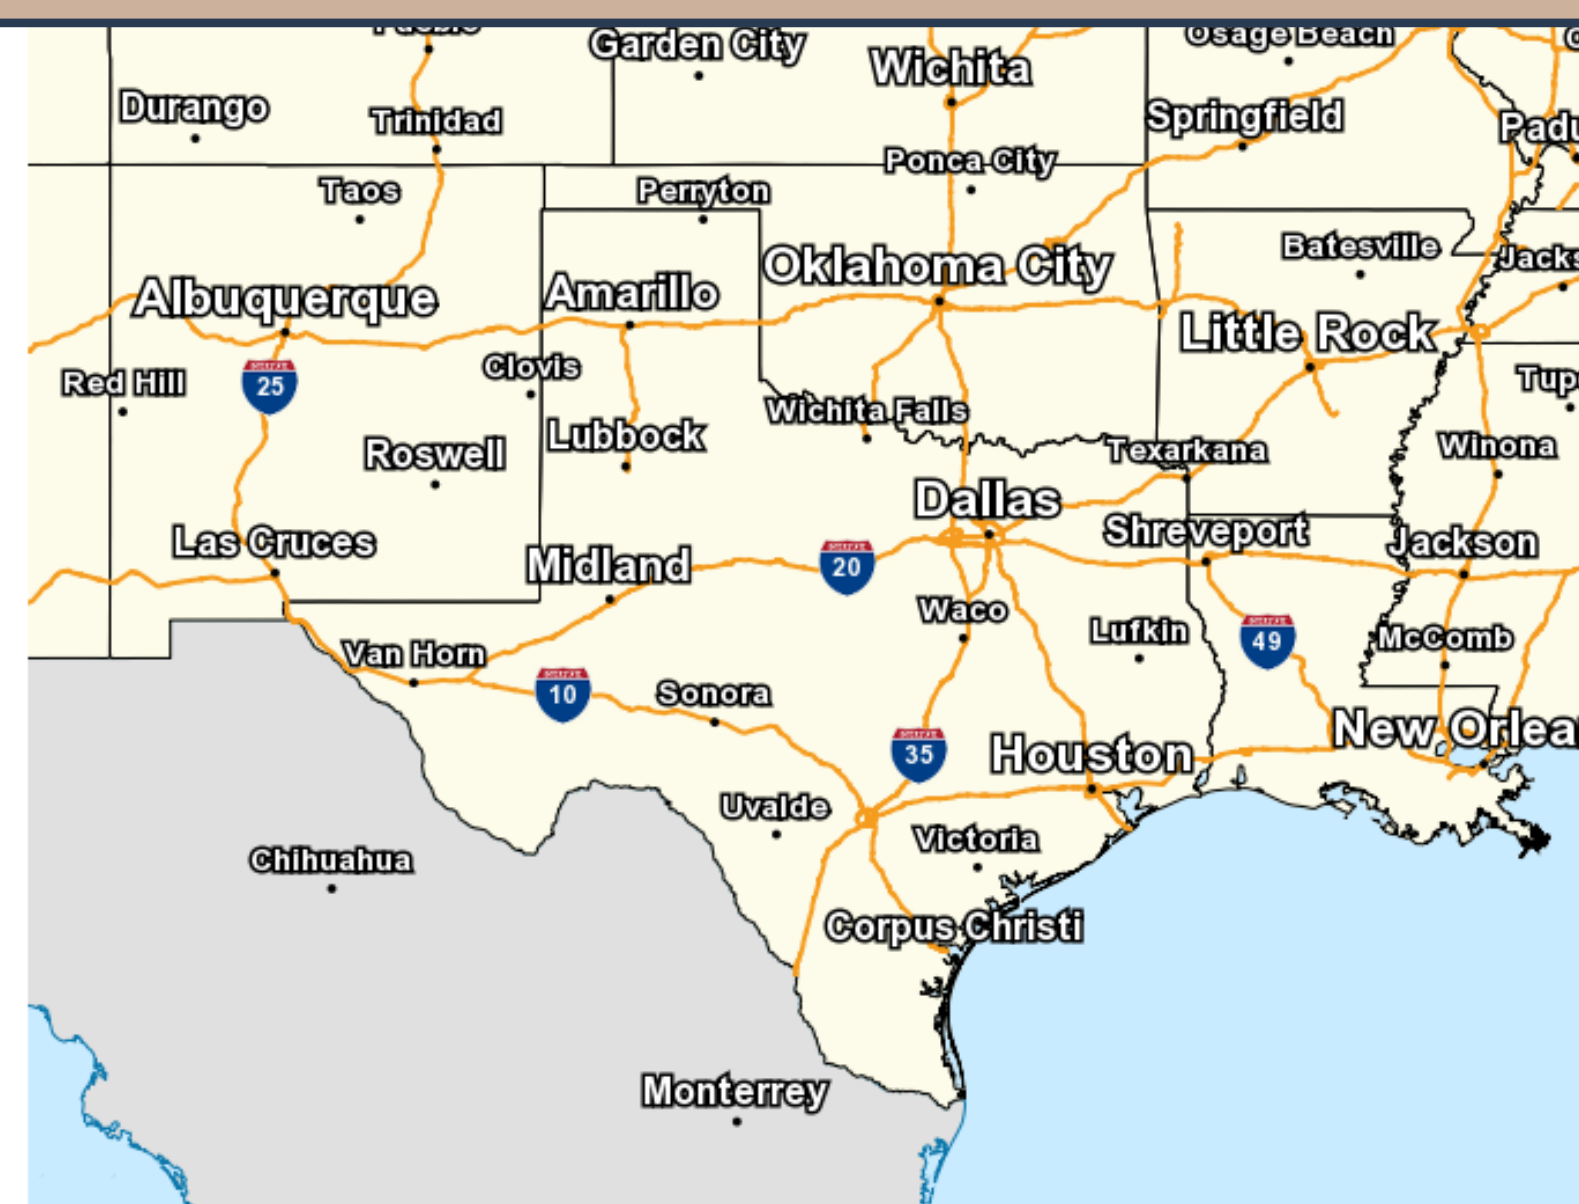 Garden City
Osage Beach
Wichita
Durango
Trinidad
Springfield
Ponca City
Taos
Perryton
Batesville
Oklahoma City
Albuquerque
Amarillo
Little Rock
Clovis
Red Hill
25
Wichita Falls
Lubbock
Roswell
Texarkana
Winona
Dallas
Shreveport
Las Cruces
Jackson
Midland
20
Waco
Lufkin
49
McComb
Van Horn
10
Sonora
New Orlea
35
Houston
Uvalde
Victoria
Chihuahua
Corpus Christi
Monterrey